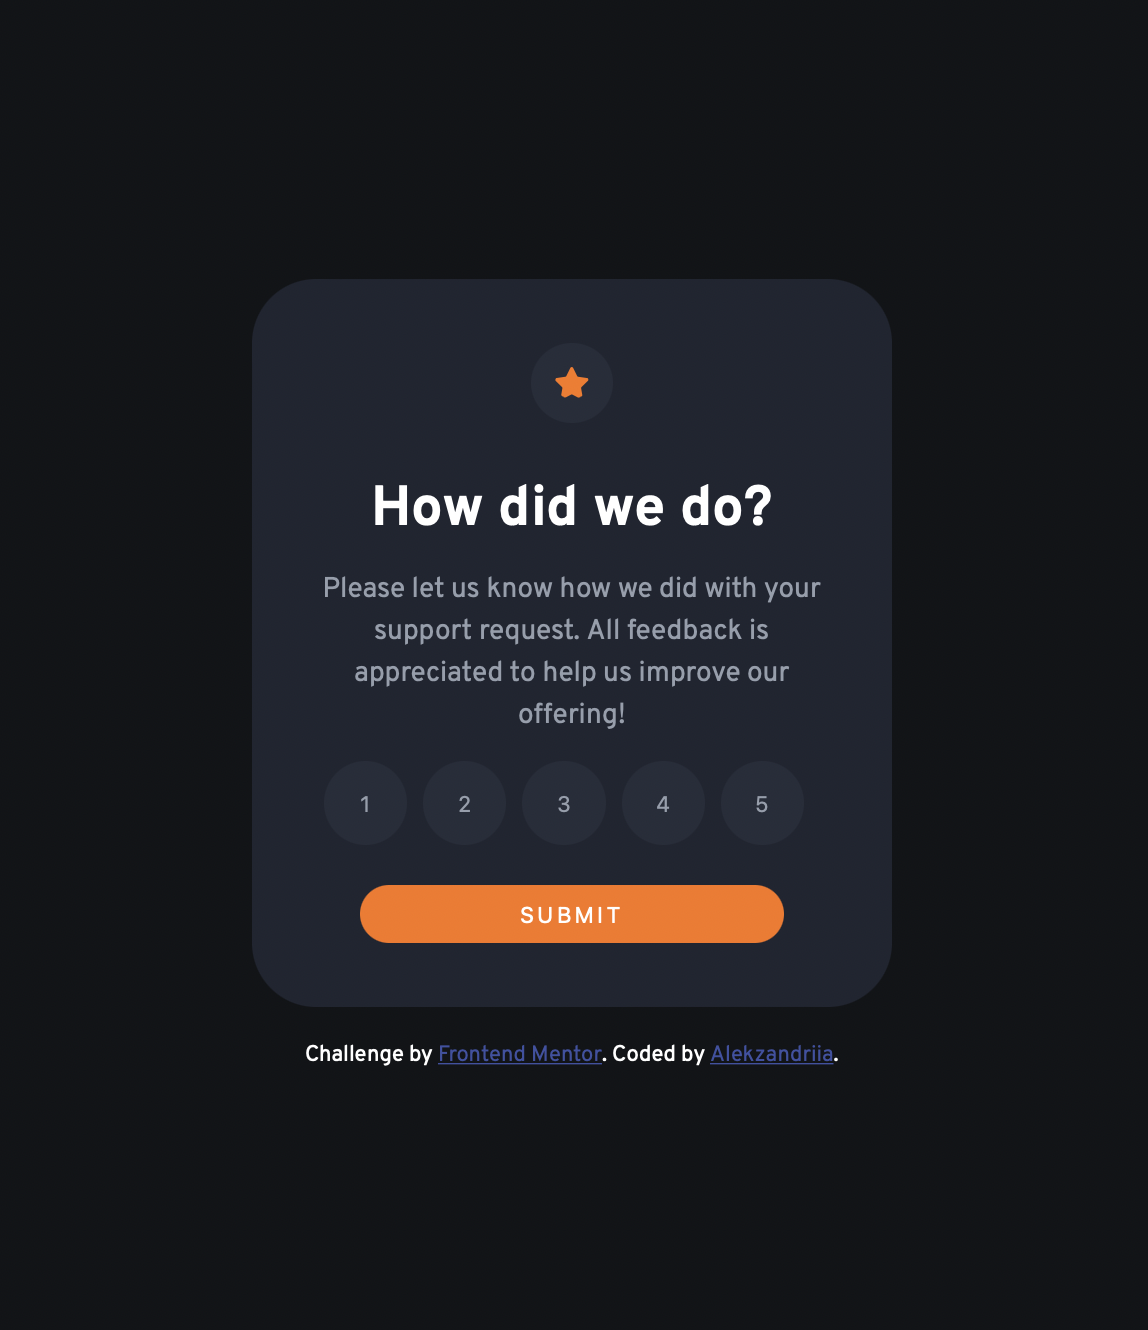 How did we do?
Please let us know how we did with your
support request. All feedback is
appreciated to help us improve our
offering!
1 2 3 4 5
SUBMIT
Challenge by Frontend Mentor. Coded by Alekzandriia.